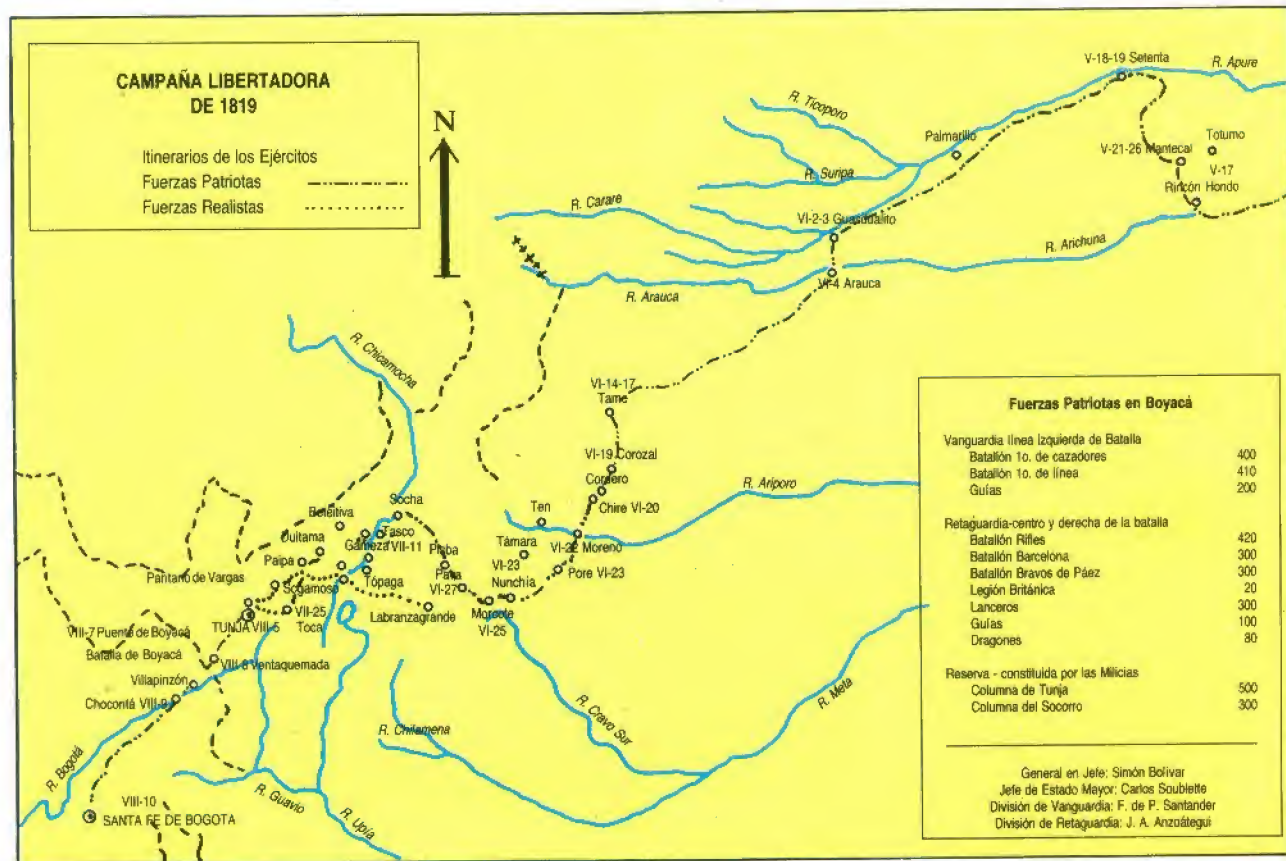 CAMPAÑA LIBERTADORA
DE 1819
Itinerarios de los Ejércitos
Fuerzas Patriotas
Fuerzas Realistas
N
V-18-19 Setenta
R. Apure
R. Ticoporo
Palmarillo
Totumo
V-21-26 Mantecal
V-17
Rincón Hondo
R. Suripa
R. Carare
VI-2-3 Guasdualito
R. Arichuna
R. Arauca
VI-4 Arauca
R. Chicamocha
VI-14-17
Tame
VI-19 Corozal
Cordero
Chire VI-20
R. Ariporo
Socha
Ten
Beteitiva
Duitama
Tasco
Gámeza VII-11
Pisba
Támara
VI-22 Moreno
Paipa
VI-23
Pantano de Vargas
Sogamoso
Tópaga
Paya
VI-27
Nunchía
Pore VI-23
VII-25
Labranzagrande
Morcote
VI-25
VIII-7 Puente de Boyacá
TUNJA VIII-5
Toca
Batalla de Boyacá
VIII-8 Ventaquemada
Villapinzón
Chocontá VIII-9
R. Cravo Sur
R. Meta
R. Chilamena
R. Bogotá
R. Guavio
R. Upía
VIII-10
SANTA FE DE BOGOTA
Fuerzas Patriotas en Boyacá
Vanguardia línea Izquierda de Batalla
Batallón 1o. de cazadores 400
Batallón 1o. de línea 410
Guías 200
Retaguardia-centro y derecha de la batalla
Batallón Rifles 420
Batallón Barcelona 300
Batallón Bravos de Páez 300
Legión Británica 20
Lanceros 300
Guías 100
Dragones 80
Reserva - constituida por las Milicias
Columna de Tunja 500
Columna del Socorro 300
General en Jefe: Simón Bolívar
Jefe de Estado Mayor: Carlos Soublette
División de Vanguardia: F. de P. Santander
División de Retaguardia: J. A. Anzoátegui